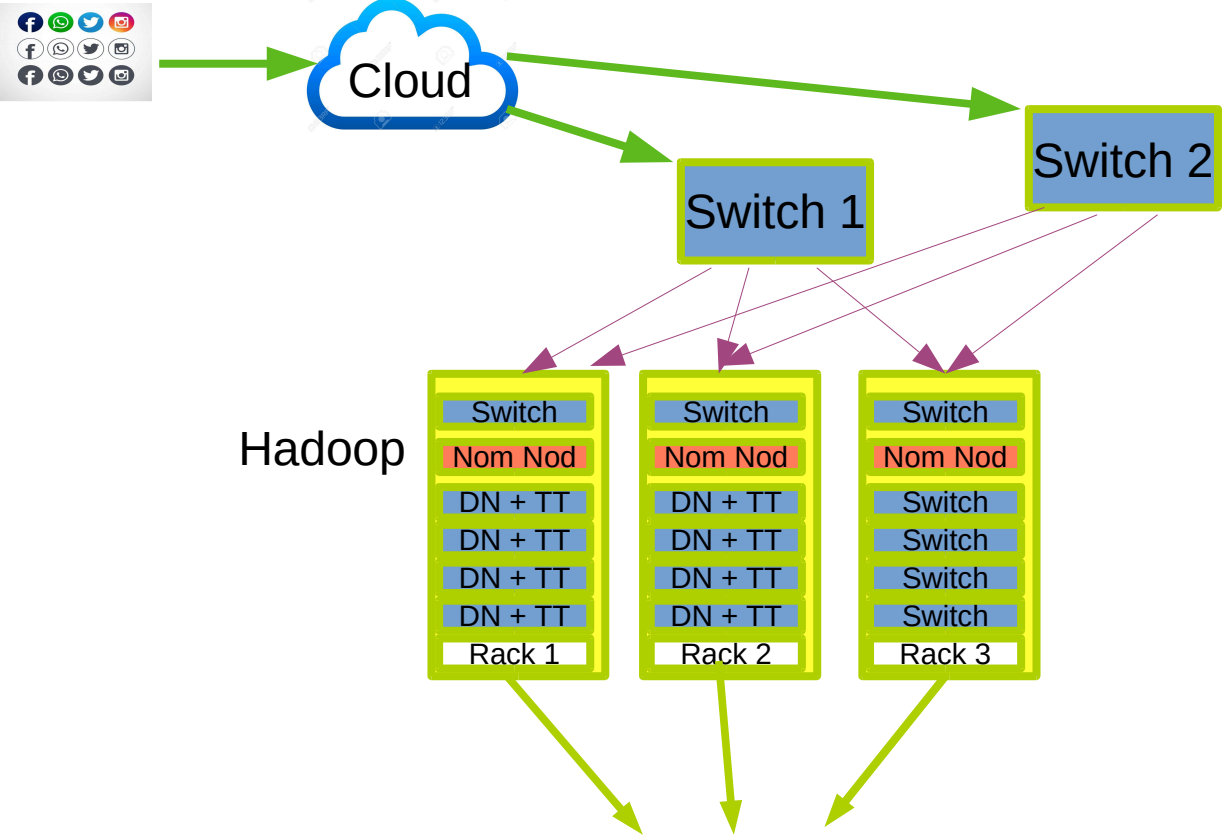 Cloud
Switch 2
Switch 1
Hadoop
Switch
Nom Nod
DN + TT
DN + TT
DN + TT
DN + TT
Rack 1
Switch
Nom Nod
DN + TT
DN + TT
DN + TT
DN + TT
Rack 2
Switch
Nom Nod
Switch
Switch
Switch
Switch
Rack 3